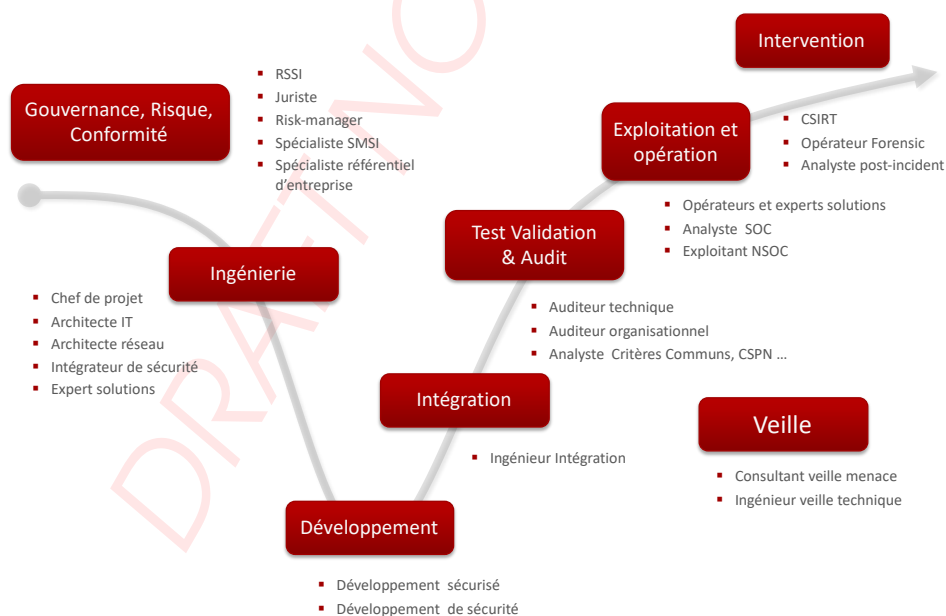 Gouvernance, Risque,
Conformité
▪ RSSI
▪ Juriste
▪ Risk-manager
▪ Spécialiste SMSI
▪ Spécialiste référentiel
d'entreprise
Ingénierie
▪ Chef de projet
▪ Architecte IT
▪ Architecte réseau
▪ Intégrateur de sécurité
▪ Expert solutions
Développement
▪ Développement sécurisé
▪ Développement de sécurité
Intégration
▪ Ingénieur Intégration
Test Validation
& Audit
▪ Auditeur technique
▪ Auditeur organisationnel
▪ Analyste Critères Communs, CSPN ...
Exploitation et
opération
▪ Opérateurs et experts solutions
▪ Analyste SOC
▪ Exploitant NSOC
Intervention
▪ CSIRT
▪ Opérateur Forensic
▪ Analyste post-incident
Veille
▪ Consultant veille menace
▪ Ingénieur veille technique
DRAFT NO